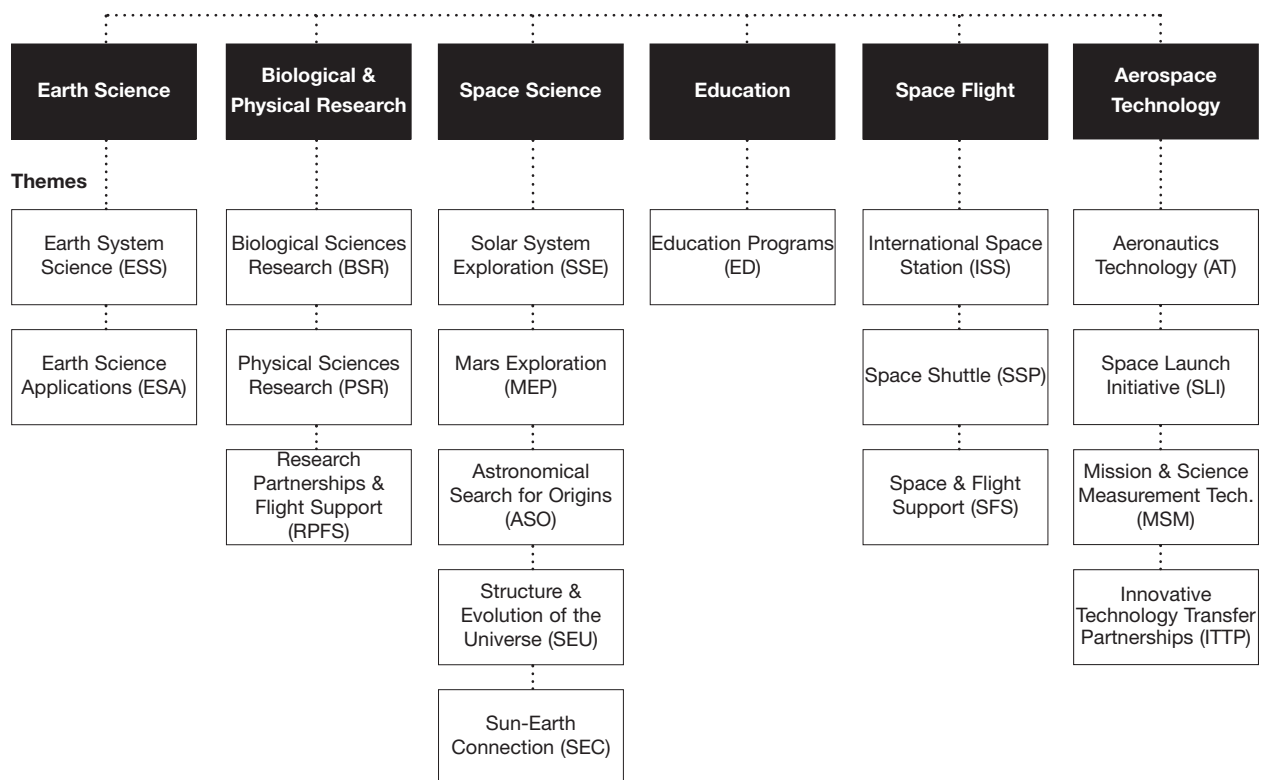 Earth Science
Biological &
Physical Research
Space Science
Education
Space Flight
Aerospace
Technology
Themes
Earth System
Science (ESS)
Earth Science
Applications (ESA)
Biological Sciences
Research (BSR)
Physical Sciences
Research (PSR)
Research
Partnerships &
Flight Support
(RPFS)
Solar System
Exploration (SSE)
Mars Exploration
(MEP)
Astronomical
Search for Origins
(ASO)
Structure &
Evolution of the
Universe (SEU)
Sun-Earth
Connection (SEC)
Education Programs
(ED)
International Space
Station (ISS)
Space Shuttle (SSP)
Space & Flight
Support (SFS)
Aeronautics
Technology (AT)
Space Launch
Initiative (SLI)
Mission & Science
Measurement Tech.
(MSM)
Innovative
Technology Transfer
Partnerships (ITTP)